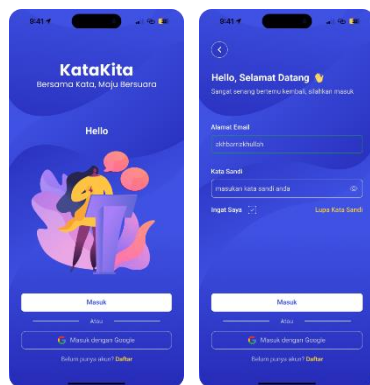 9:41
KataKita
Bersama Kata, Maju Bersuara
Hello
Masuk
Atau
G Masuk dengan Google
Belum punya akun? Daftar
9:41
Hello, Selamat Datang 👋
Sangat senang bertemu kembali, silahkan masuk.
Alamat Email
akhbarrakhullah
Kata Sandi
masukan kata sandi anda
Ingat Saya
Lupa Kata Sandi
Masuk
Atau
G Masuk dengan Google
Belum punya akun? Daftar